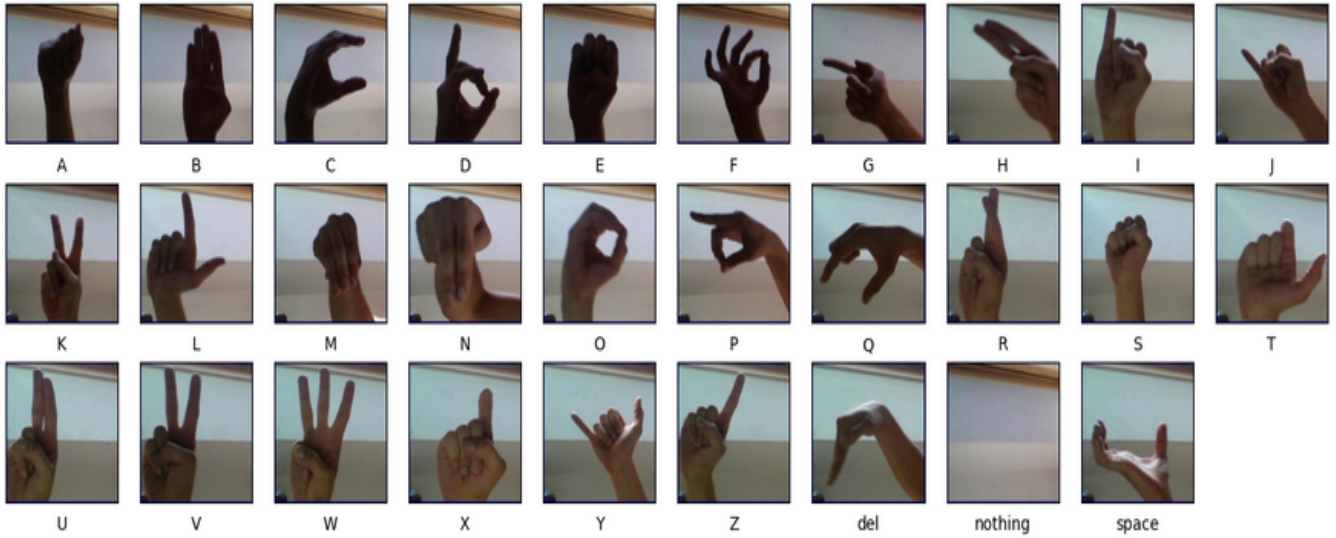 A B C D E F G H I J
K L M N O P Q R S T
U V W X Y Z del nothing space